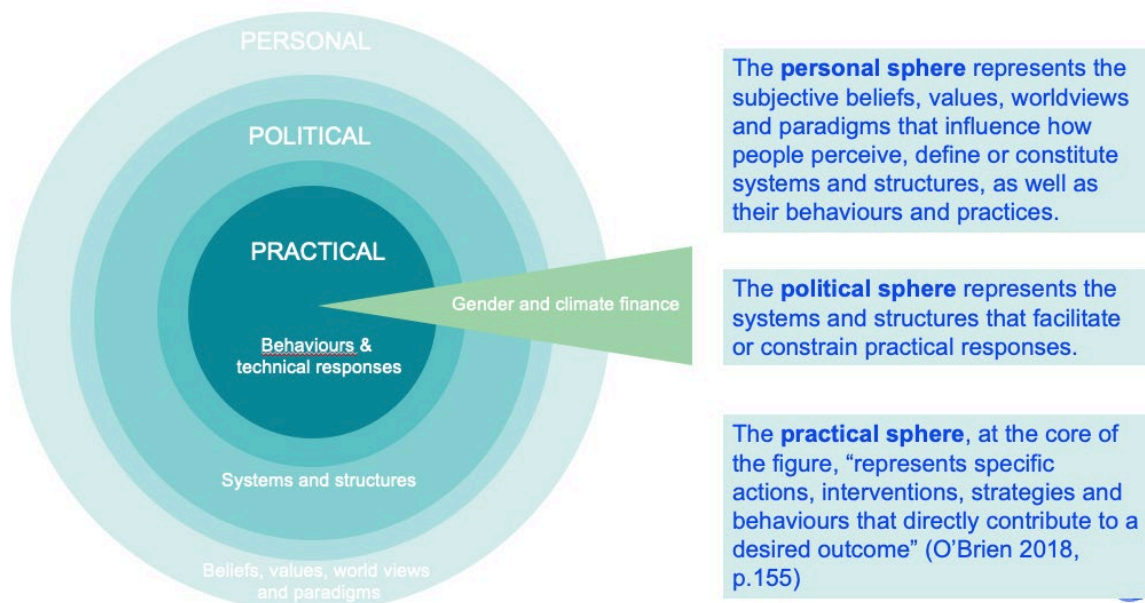 PERSONAL
POLITICAL
PRACTICAL
Behaviours &
technical responses
Gender and climate finance
Systems and structures
Beliefs, values, world views
and paradigms
The personal sphere represents the
subjective beliefs, values, worldviews
and paradigms that influence how
people perceive, define or constitute
systems and structures, as well as
their behaviours and practices.
The political sphere represents the
systems and structures that facilitate
or constrain practical responses.
The practical sphere, at the core of
the figure, “represents specific
actions, interventions, strategies and
behaviours that directly contribute to a
desired outcome” (O’Brien 2018,
p.155)